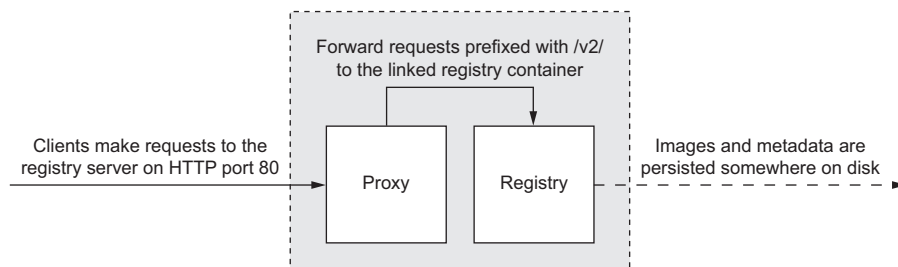 Forward requests prefixed with /v2/
to the linked registry container
Clients make requests to the
registry server on HTTP port 80
Proxy
Registry
Images and metadata are
persisted somewhere on disk